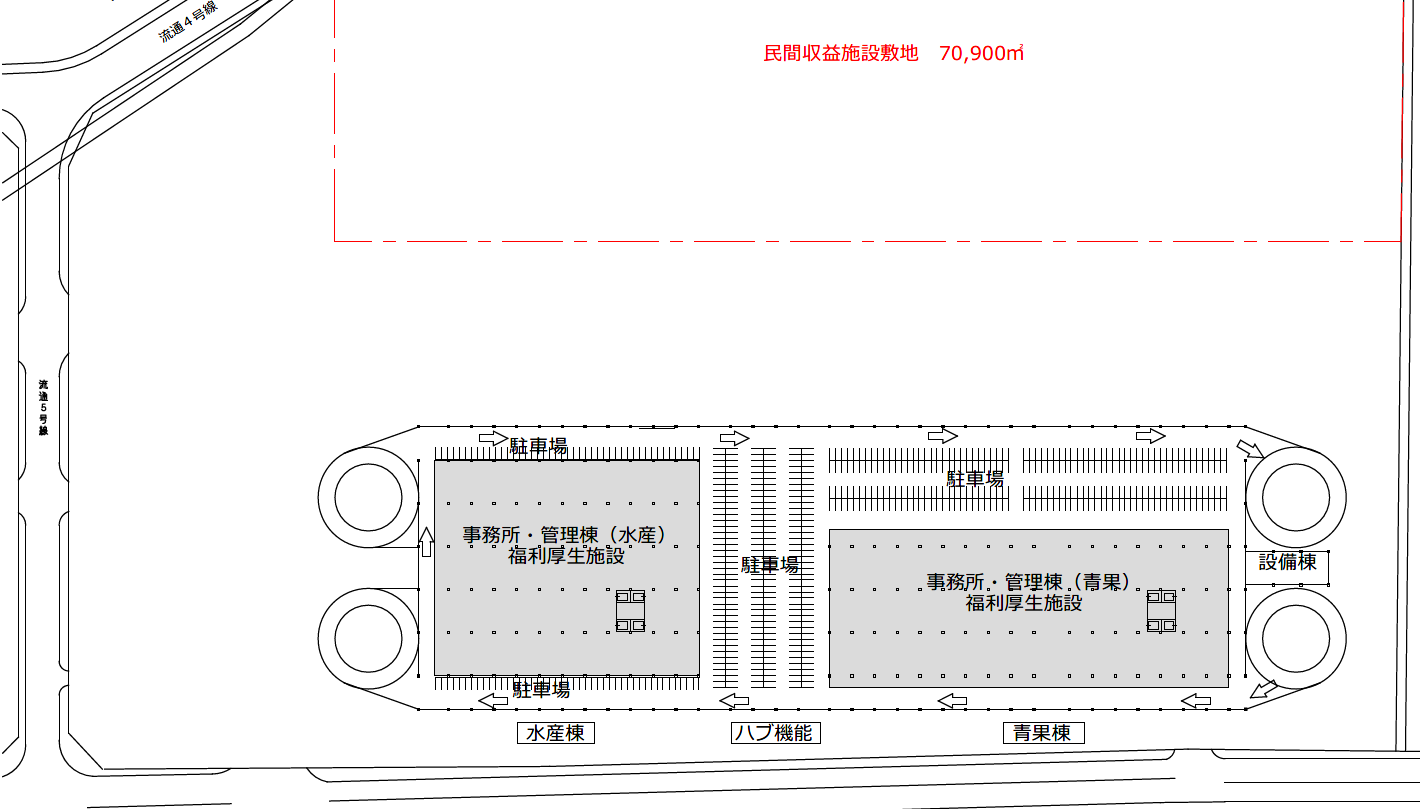 流通４号線
民間収益施設敷地　70,900㎡
流通５号線
駐車場
駐車場
事務所・管理棟（水産）
福利厚生施設
駐車場
設備棟
事務所・管理棟（青果）
福利厚生施設
駐車場
水産棟
ハブ機能
青果棟